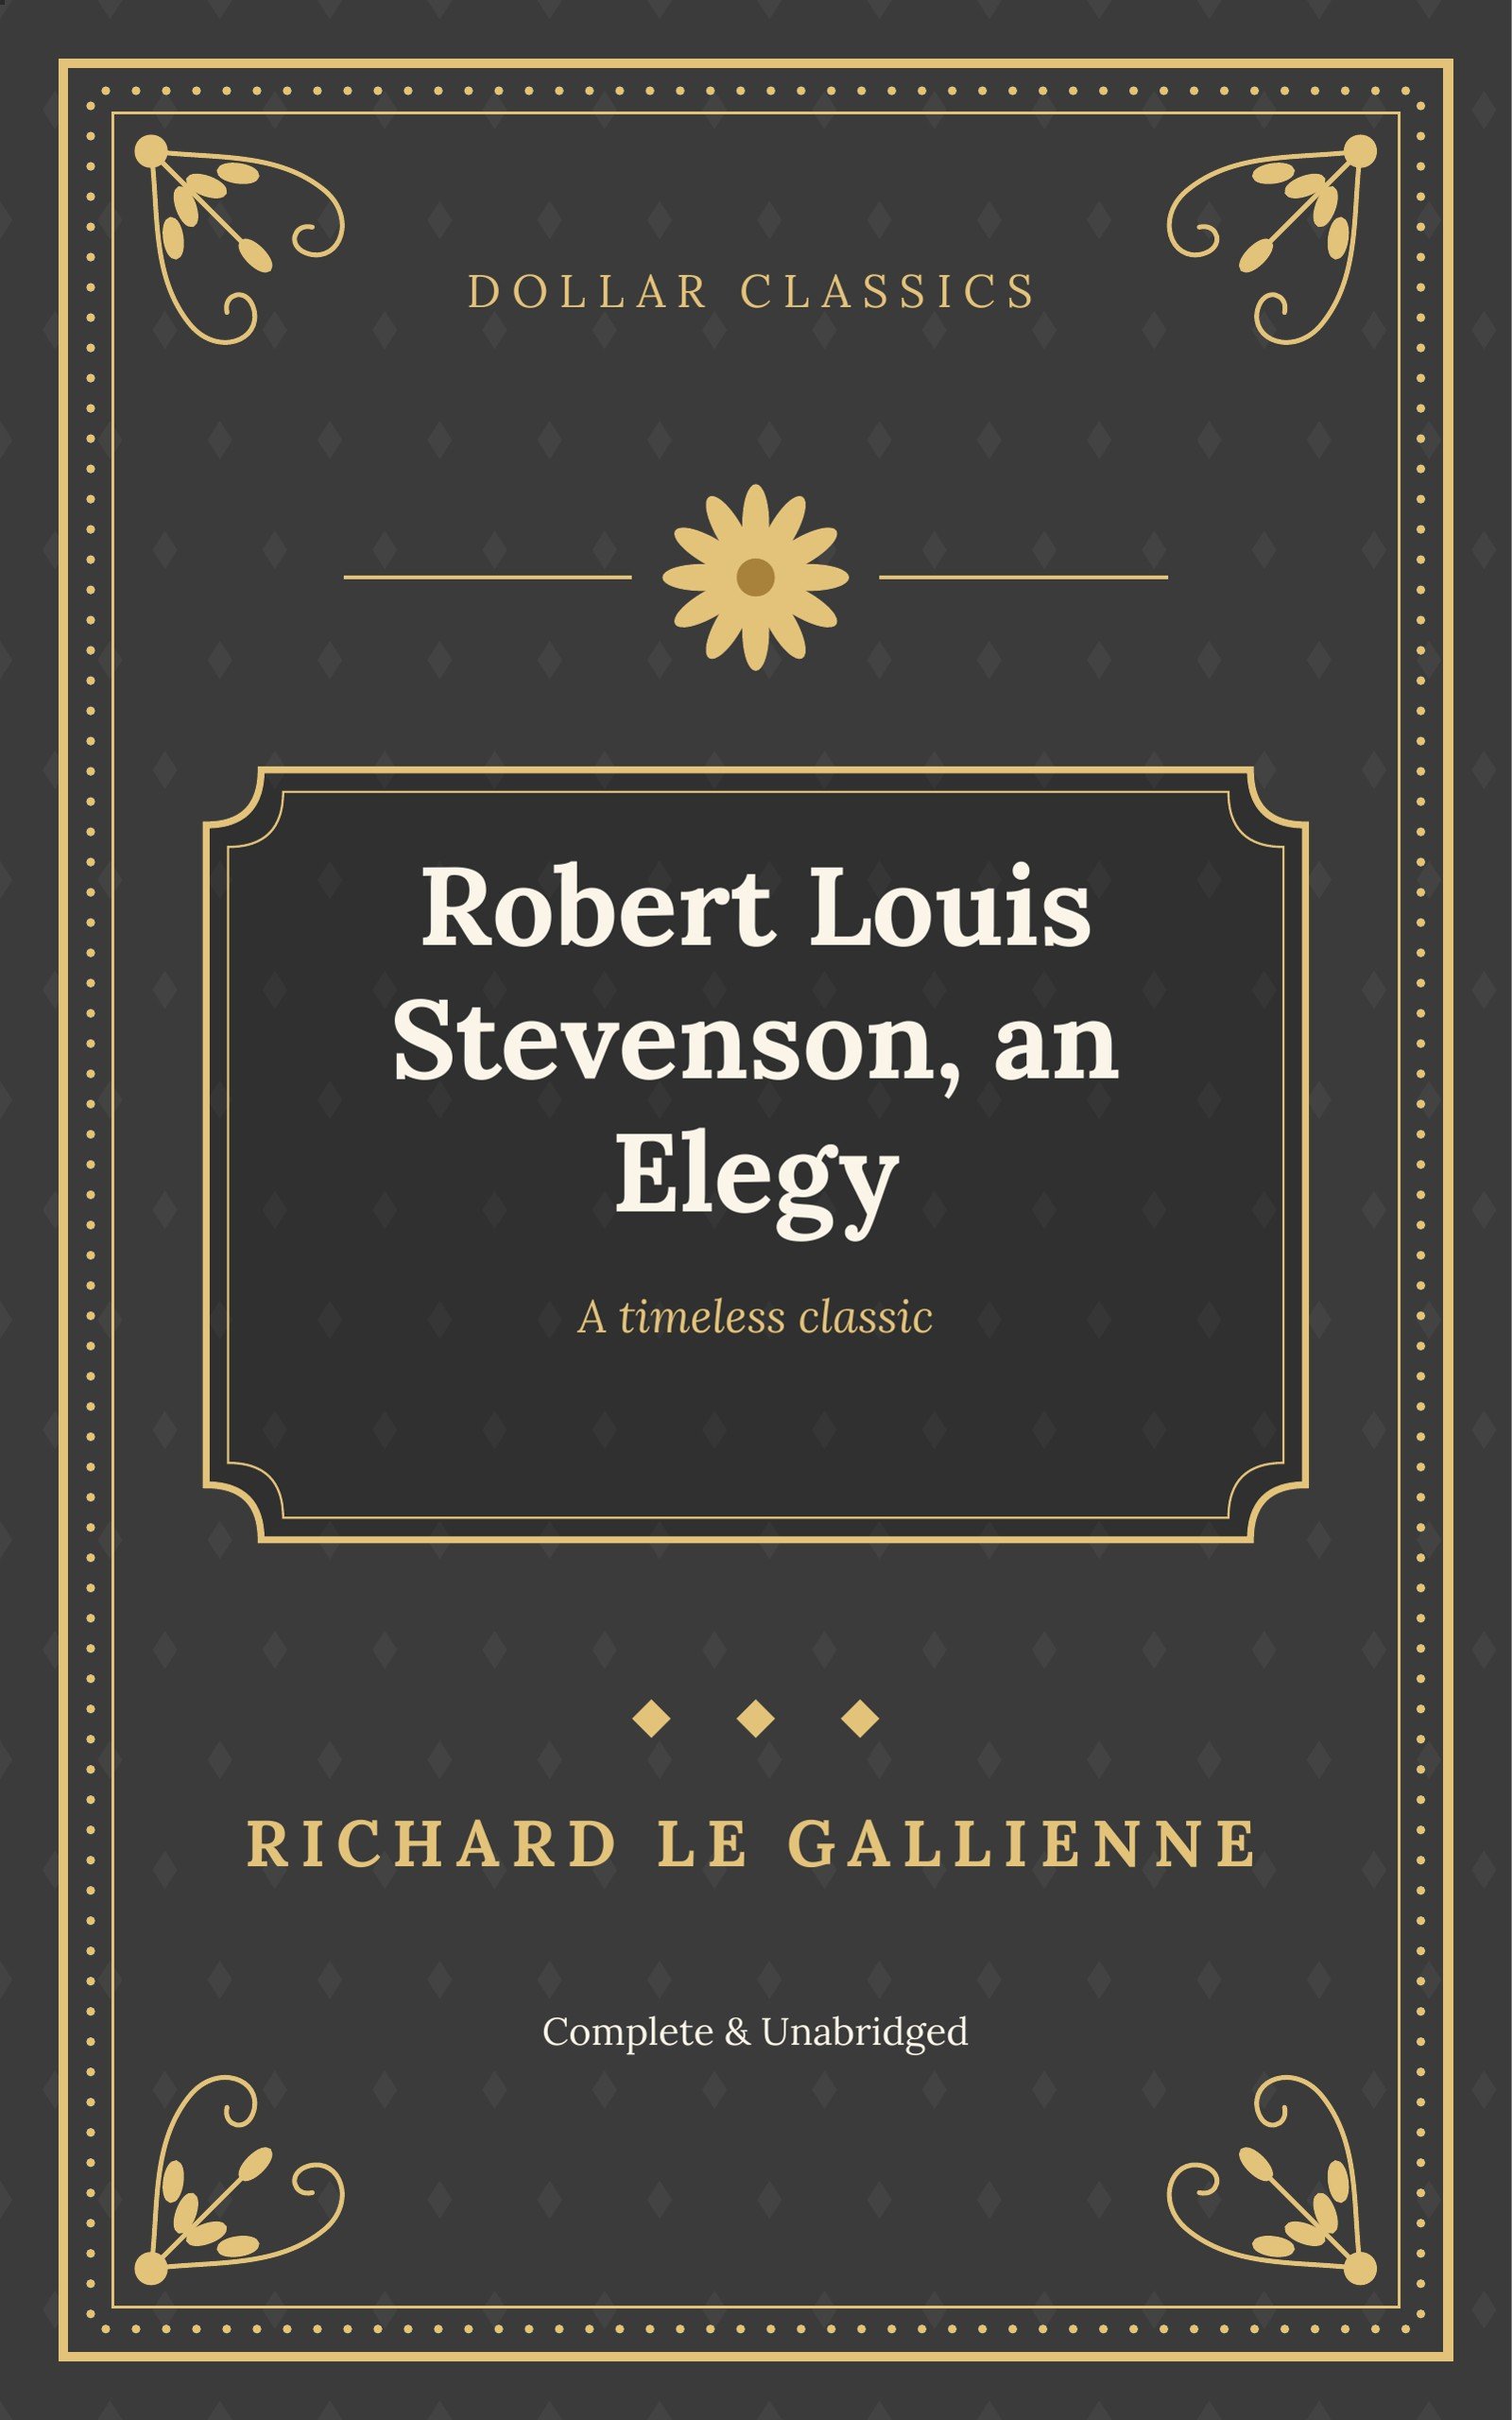 DOLLAR CLASSICS
Robert Louis
Stevenson, an
Elegy
A timeless classic
RICHARD LE GALLIENNE
Complete & Unabridged